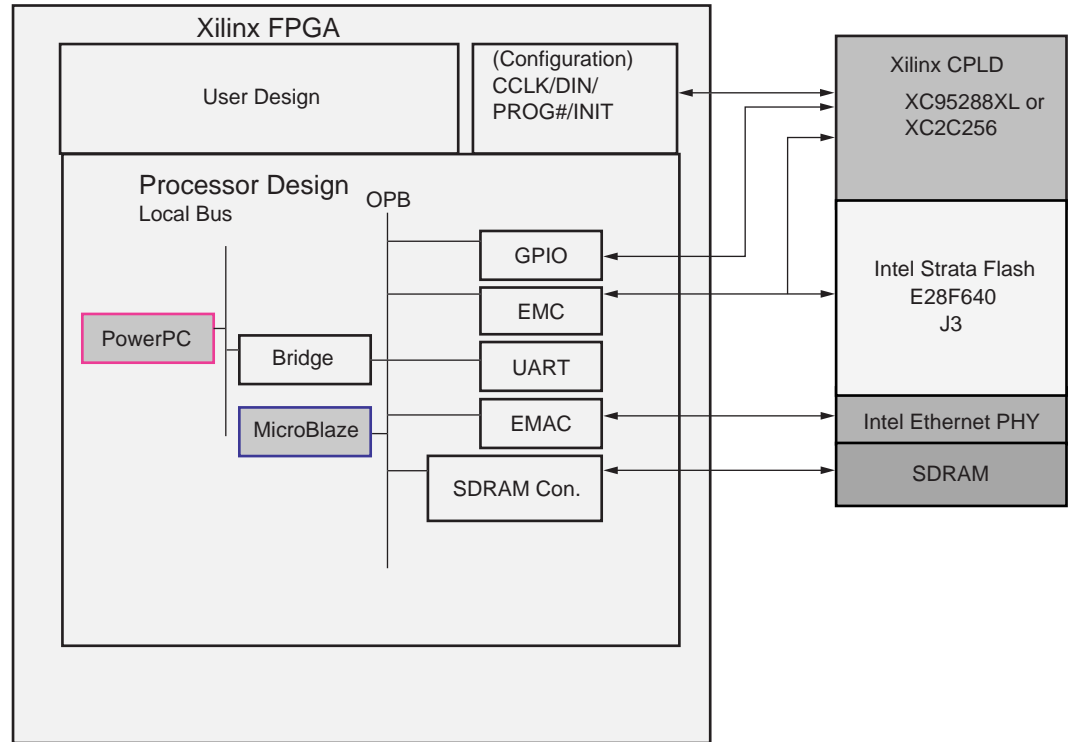 Xilinx FPGA
User Design
(Configuration)
CCLK/DIN/
PROG#/INIT
Processor Design
Local Bus
OPB
PowerPC
Bridge
MicroBlaze
GPIO
EMC
UART
EMAC
SDRAM Con.
Xilinx CPLD
XC95288XL or
XC2C256
Intel Strata Flash
E28F640
J3
Intel Ethernet PHY
SDRAM